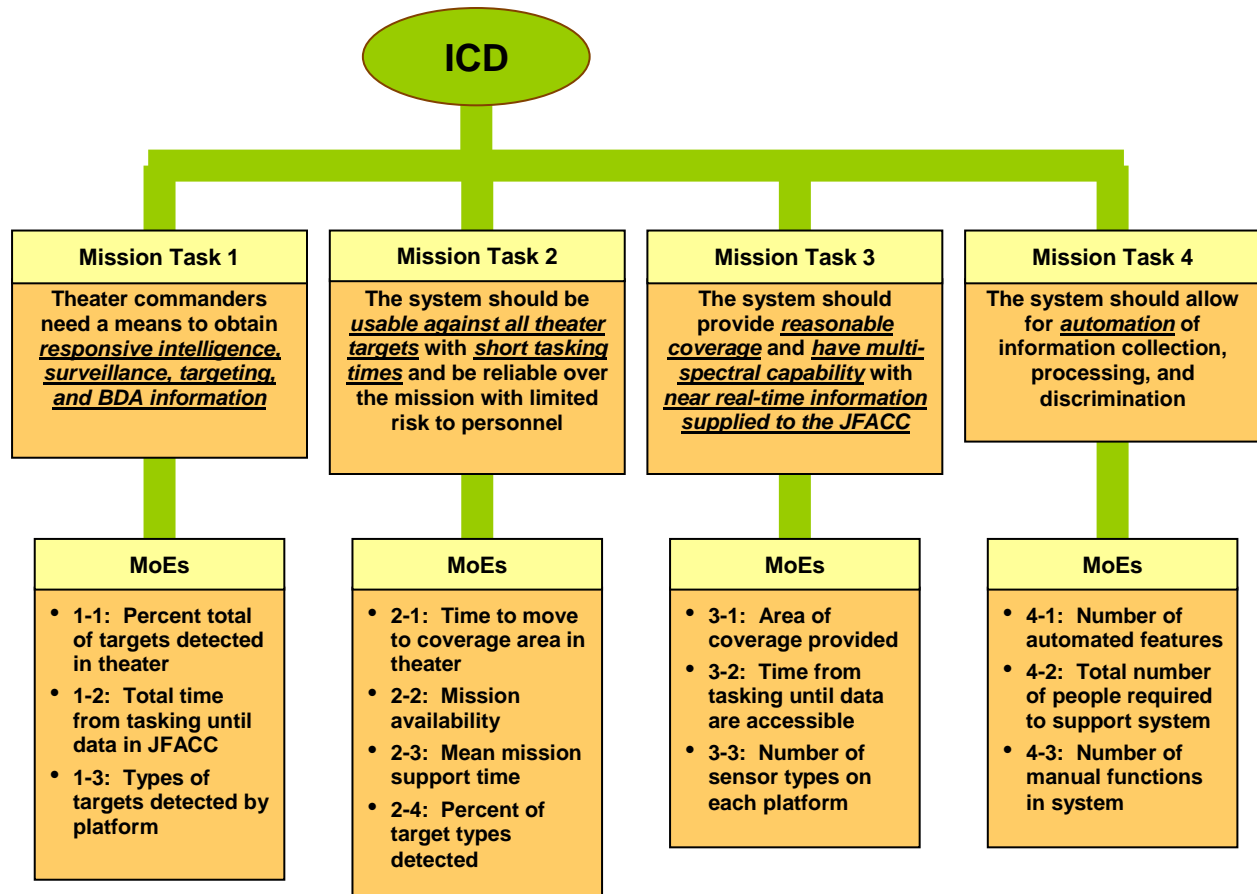 ICD
Mission Task 1
Theater commanders
need a means to obtain
responsive intelligence,
surveillance, targeting,
and BDA information
Mission Task 2
The system should be
usable against all theater
targets with short tasking
times and be reliable over
the mission with limited
risk to personnel
Mission Task 3
The system should
provide reasonable
coverage and have multi-
spectral capability with
near real-time information
supplied to the JFACC
Mission Task 4
The system should allow
for automation of
information collection,
processing, and
discrimination
MoEs
• 1-1: Percent total
of targets detected
in theater
• 1-2: Total time
from tasking until
data in JFACC
• 1-3: Types of
targets detected by
platform
MoEs
• 2-1: Time to move
to coverage area in
theater
• 2-2: Mission
availability
• 2-3: Mean mission
support time
• 2-4: Percent of
target types
detected
MoEs
• 3-1: Area of
coverage provided
• 3-2: Time from
tasking until data
are accessible
• 3-3: Number of
sensor types on
each platform
MoEs
• 4-1: Number of
automated features
• 4-2: Total number
of people required
to support system
• 4-3: Number of
manual functions
in system